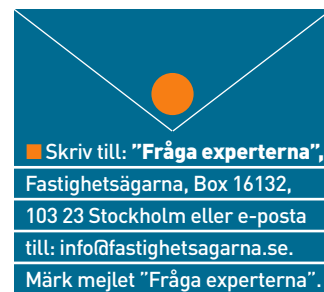 Skriv till: ”Fråga experterna”,
Fastighetsägarna, Box 16132,
103 23 Stockholm eller e-posta
till: info@fastighetsagarna.se.
Märk mejlet ”Fråga experterna”.